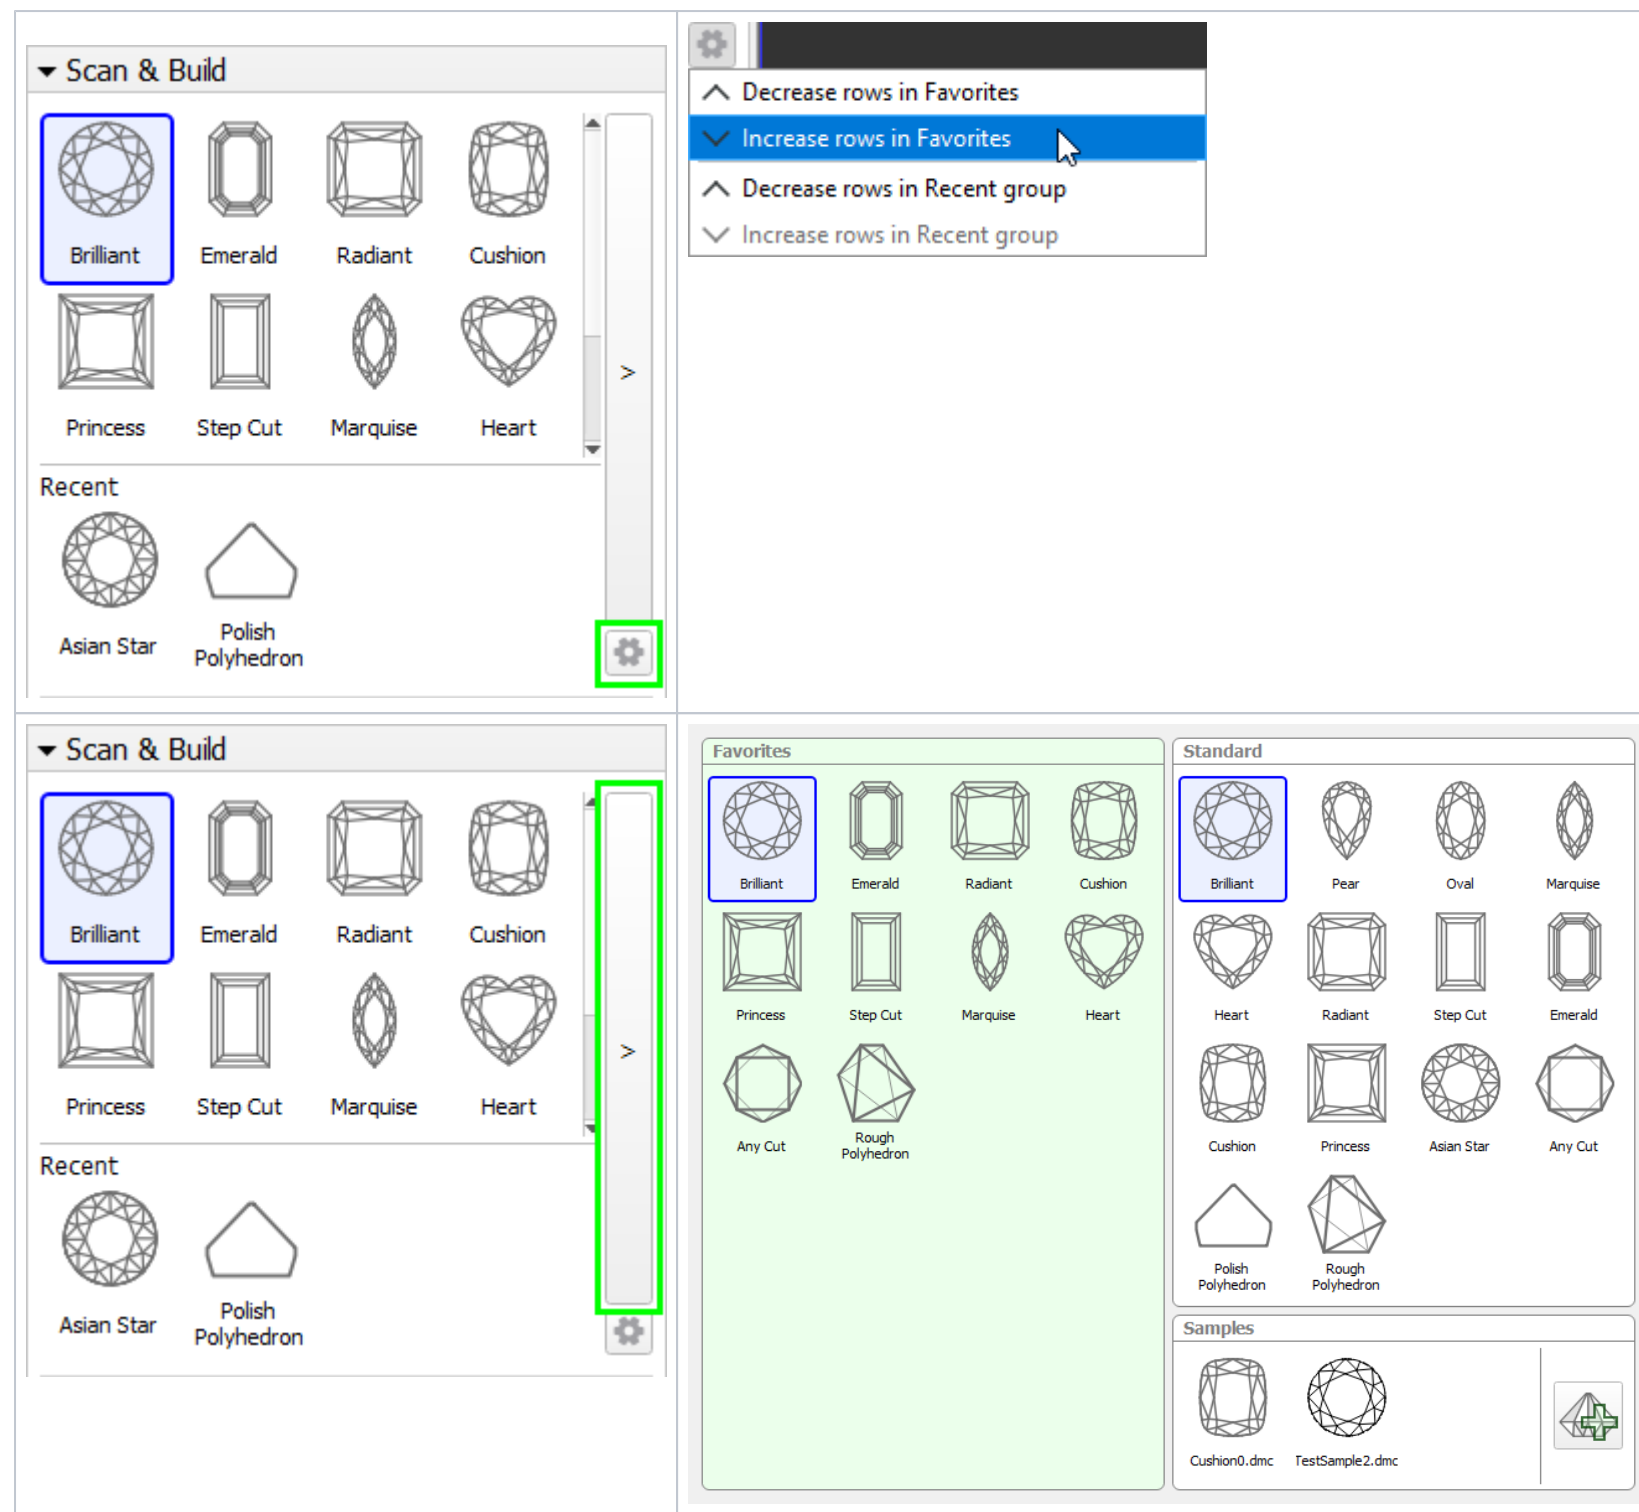 Scan & Build
Brilliant Emerald Radiant Cushion
Princess Step Cut Marquise Heart
>
Recent
Asian Star
Polish
Polyhedron
Decrease rows in Favorites
Increase rows in Favorites
Decrease rows in Recent group
Increase rows in Recent group
Scan & Build
Brilliant Emerald Radiant Cushion
Princess Step Cut Marquise Heart
>
Recent
Asian Star
Polish
Polyhedron
Favorites
Brilliant Emerald Radiant Cushion
Princess Step Cut Marquise Heart
Any Cut
Rough
Polyhedron
Standard
Brilliant Pear Oval Marquise
Heart Radiant Step Cut Emerald
Cushion Princess Asian Star Any Cut
Polish
Polyhedron
Rough
Polyhedron
Samples
Cushion0.dmc TestSample2.dmc